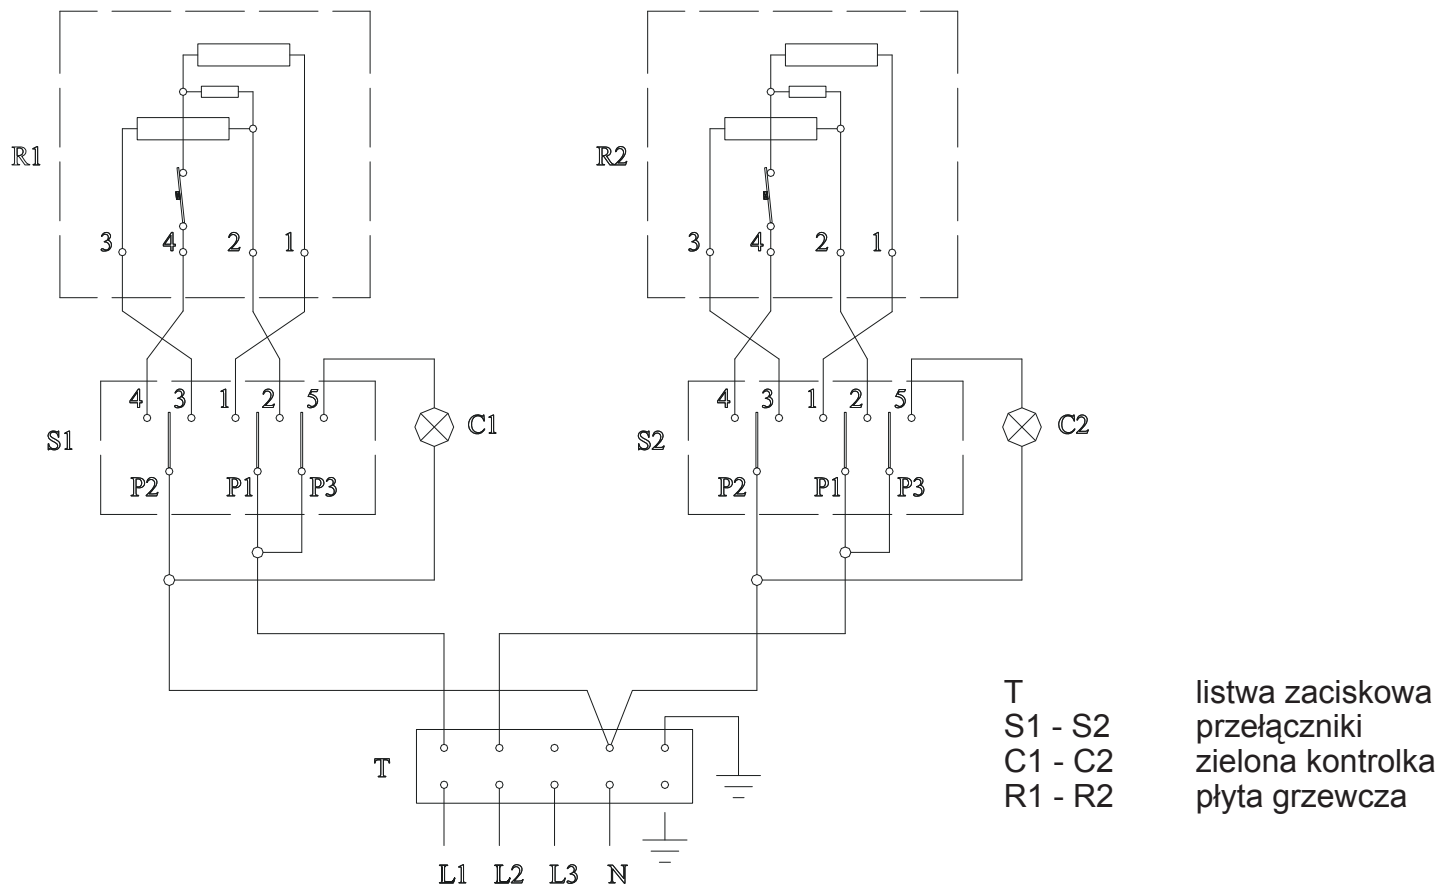 R1
3 4 2 1
R2
3 4 2 1
4 3 1 2 5
S1
C1
P2 P1 P3
4 3 1 2 5
S2
C2
P2 P1 P3
T
L1 L2 L3 N
T listwa zaciskowa
S1 - S2 przełączniki
C1 - C2 zielona kontrolka
R1 - R2 płyta grzewcza